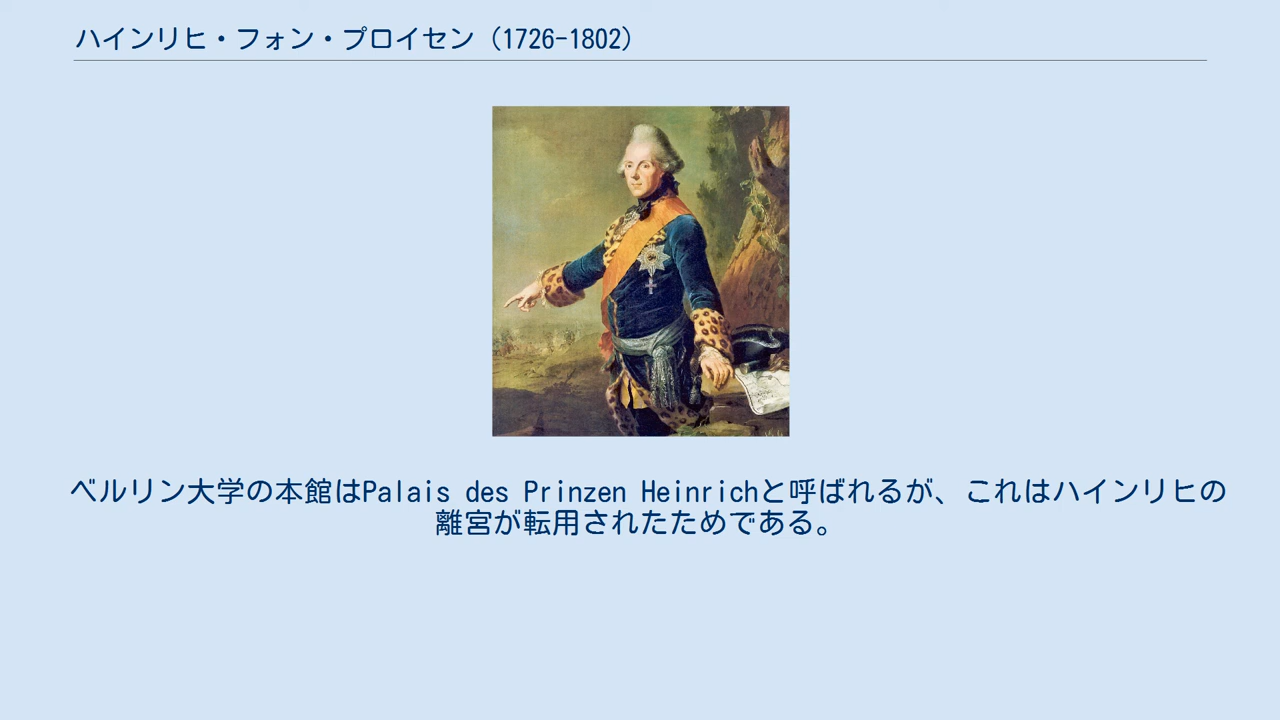 ハインリヒ・フォン・プロイセン（1726-1802）
ベルリン大学の本館はPalais des Prinzen Heinrichと呼ばれるが、これはハインリヒの
離宮が転用されたためである。